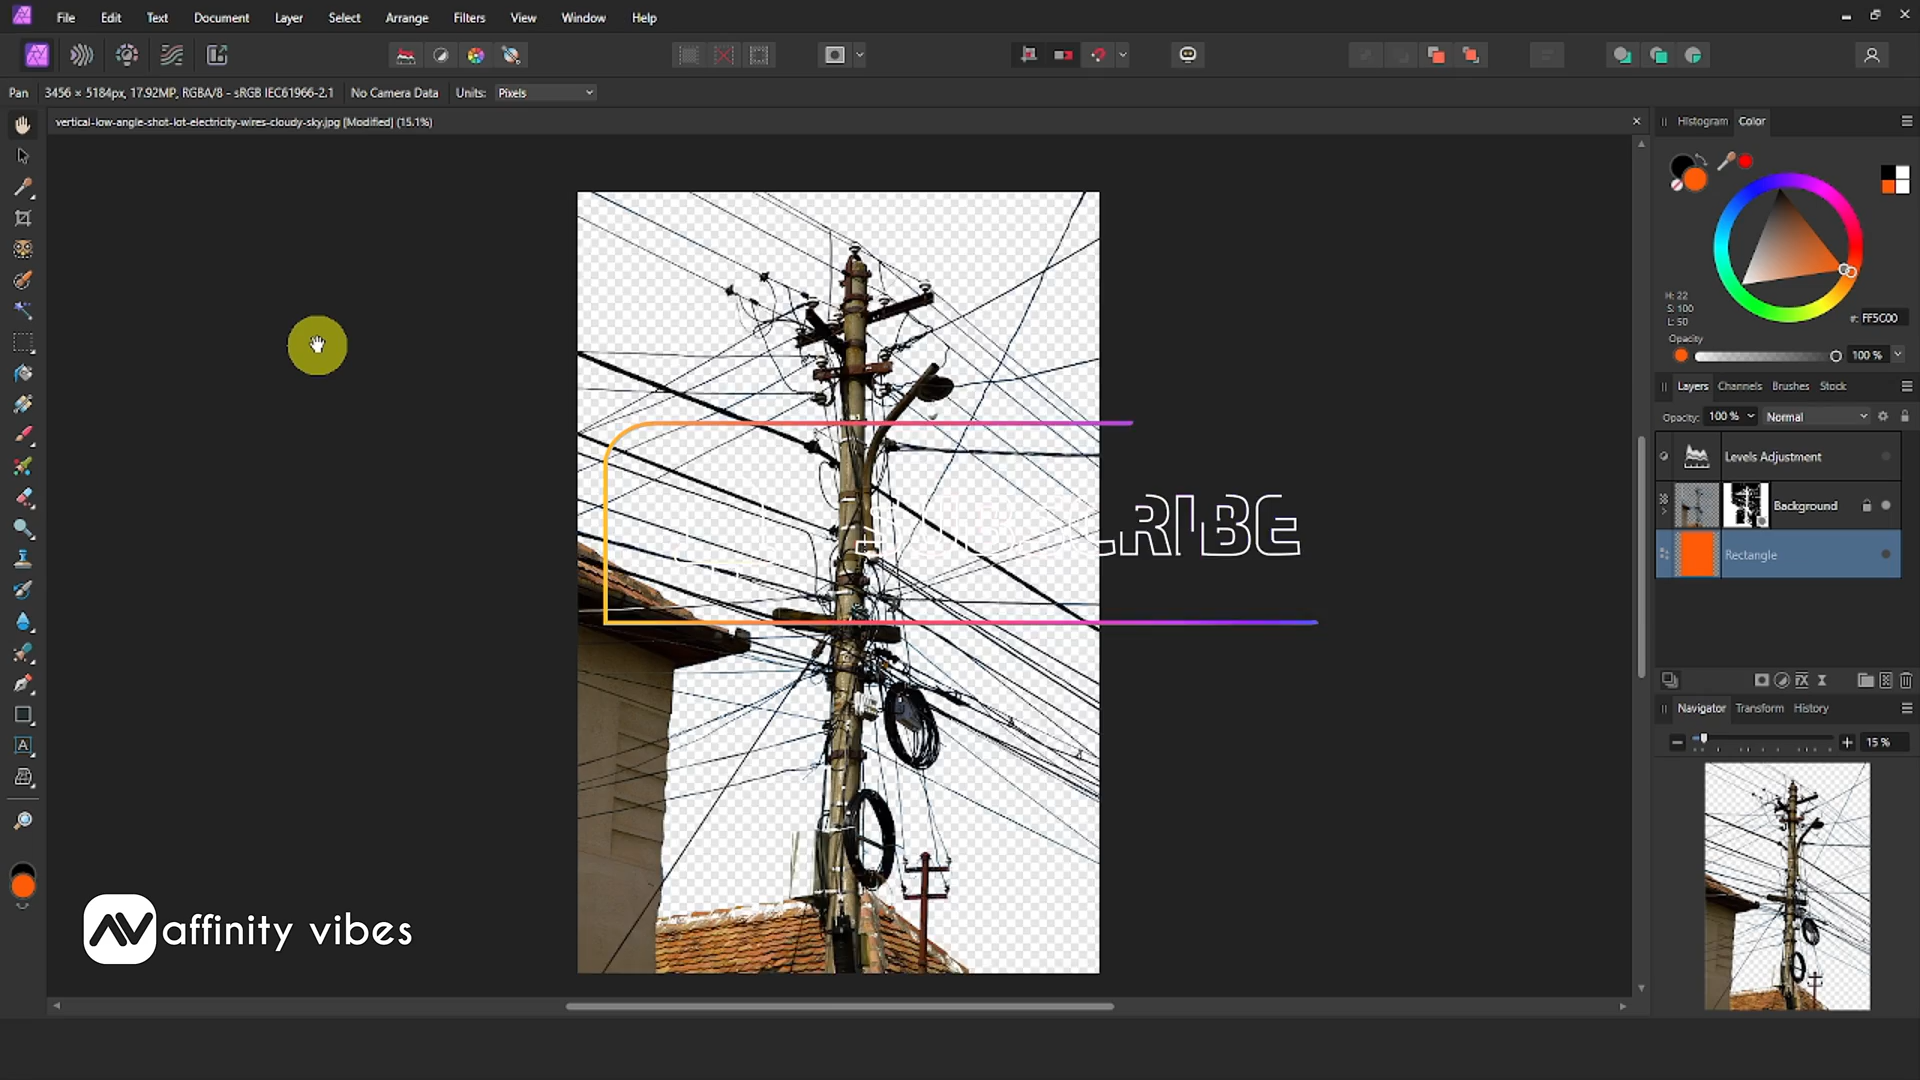 File Edit Text Document Layer Select Arrange Filters View Window Help
Pan 3456 × 5184px, 17.92MP, RGBA/8 - sRGB IEC61966-2.1 No Camera Data Units: Pixels
vertical-low-angle-shot-lot-electricity-wires-cloudy-sky.jpg [Modified] (15.1%)
Histogram Color
H: 22
S: 100
L: 50
#: FF5C00
Opacity
100 %
Layers Channels Brushes Stock
Opacity: 100 % Normal
Levels Adjustment
Background
Rectangle
SUBSCRIBE
Navigator Transform History
15 %
AV affinity vibes